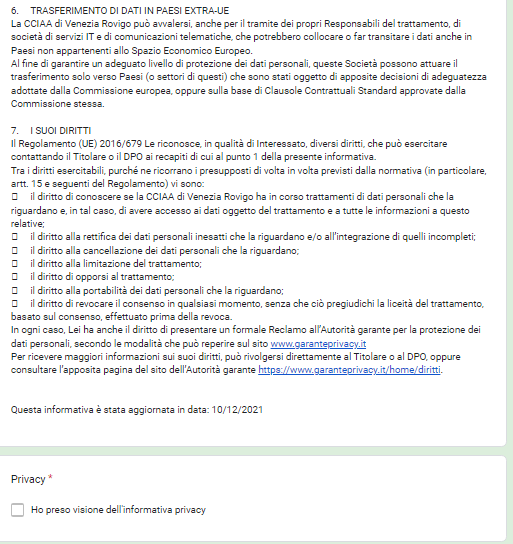 6. TRASFERIMENTO DI DATI IN PAESI EXTRA-UE
La CCIAA di Venezia Rovigo può avvalersi, anche per il tramite dei propri Responsabili del trattamento, di
società di servizi IT e di comunicazioni telematiche, che potrebbero collocare o far transitare i dati anche in
Paesi non appartenenti allo Spazio Economico Europeo.
Al fine di garantire un adeguato livello di protezione dei dati personali, queste Società possono attuare il
trasferimento solo verso Paesi (o settori di questi) che sono stati oggetto di apposite decisioni di adeguatezza
adottate dalla Commissione europea, oppure sulla base di Clausole Contrattuali Standard approvate dalla
Commissione stessa.
7. I SUOI DIRITTI
Il Regolamento (UE) 2016/679 Le riconosce, in qualità di Interessato, diversi diritti, che può esercitare
contattando il Titolare o il DPO ai recapiti di cui al punto 1 della presente informativa.
Tra i diritti esercitabili, purché ne ricorrano i presupposti di volta in volta previsti dalla normativa (in particolare,
artt. 15 e seguenti del Regolamento) vi sono:
il diritto di conoscere se la CCIAA di Venezia Rovigo ha in corso trattamenti di dati personali che la
riguardano e, in tal caso, di avere accesso ai dati oggetto del trattamento e a tutte le informazioni a questo
relative;
il diritto alla rettifica dei dati personali inesatti che la riguardano e/o all'integrazione di quelli incompleti;
il diritto alla cancellazione dei dati personali che la riguardano;
il diritto alla limitazione del trattamento;
il diritto di opporsi al trattamento;
il diritto alla portabilità dei dati personali che la riguardano;
il diritto di revocare il consenso in qualsiasi momento, senza che ciò pregiudichi la liceità del trattamento,
basato sul consenso, effettuato prima della revoca.
In ogni caso, Lei ha anche il diritto di presentare un formale Reclamo all'Autorità garante per la protezione dei
dati personali, secondo le modalità che può reperire sul sito www.garanteprivacy.it
Per ricevere maggiori informazioni sui suoi diritti, può rivolgersi direttamente al Titolare o al DPO, oppure
consultare l'apposita pagina del sito dell'Autorità garante https://www.garanteprivacy.it/home/diritti.
Questa informativa è stata aggiornata in data: 10/12/2021
Privacy *
Ho preso visione dell'informativa privacy